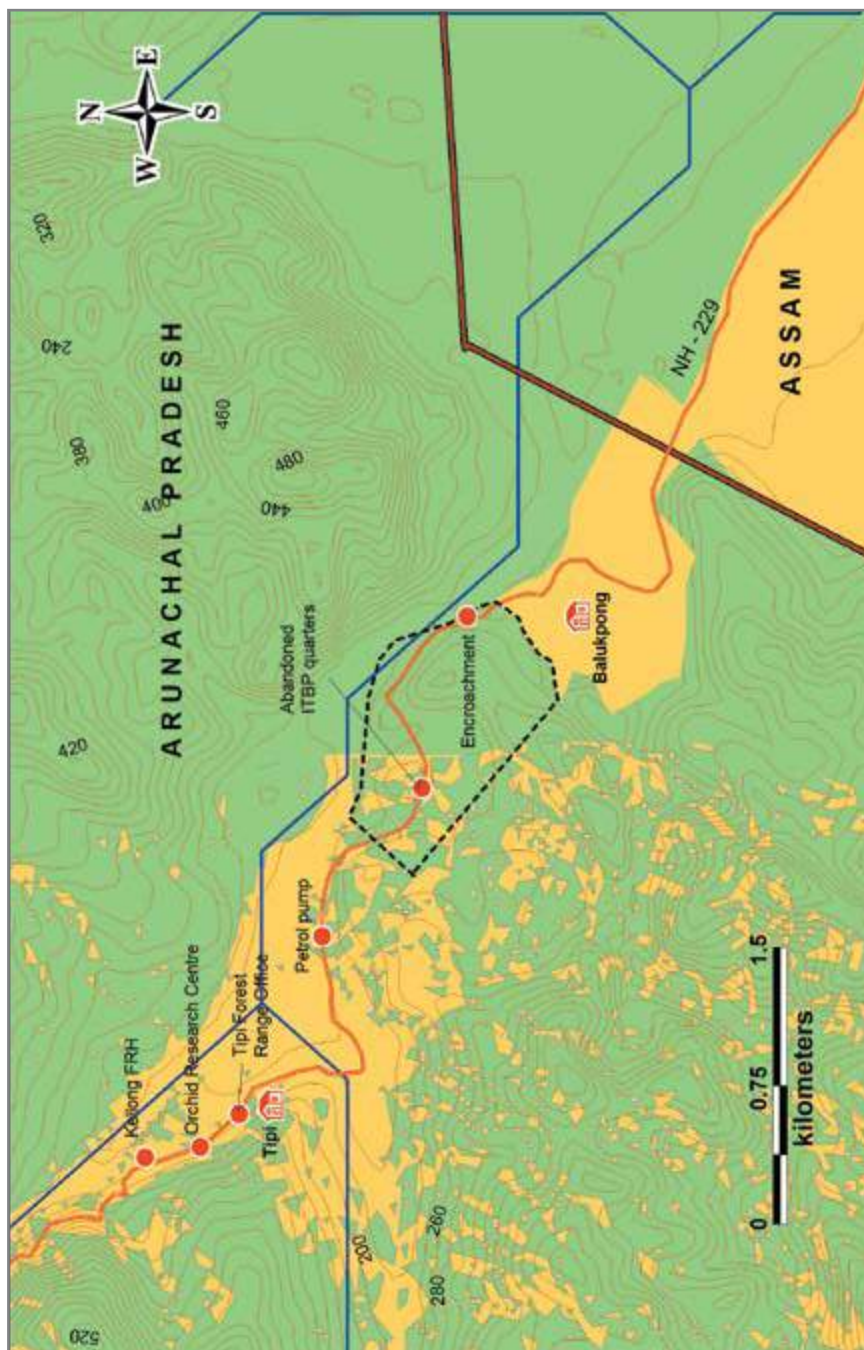 N
E
W
S
320
240
380
400
460
480
440
420
ARUNACHAL PRADESH
Abandoned
ITBP quarters
Encroachment
Balukpong
NH - 229
ASSAM
Petrol pump
Kellong FRH
Orchid Research Centre
Tipi Forest
Range Office
Tipi
200
260
280
520
0 0.75 1.5
kilometers